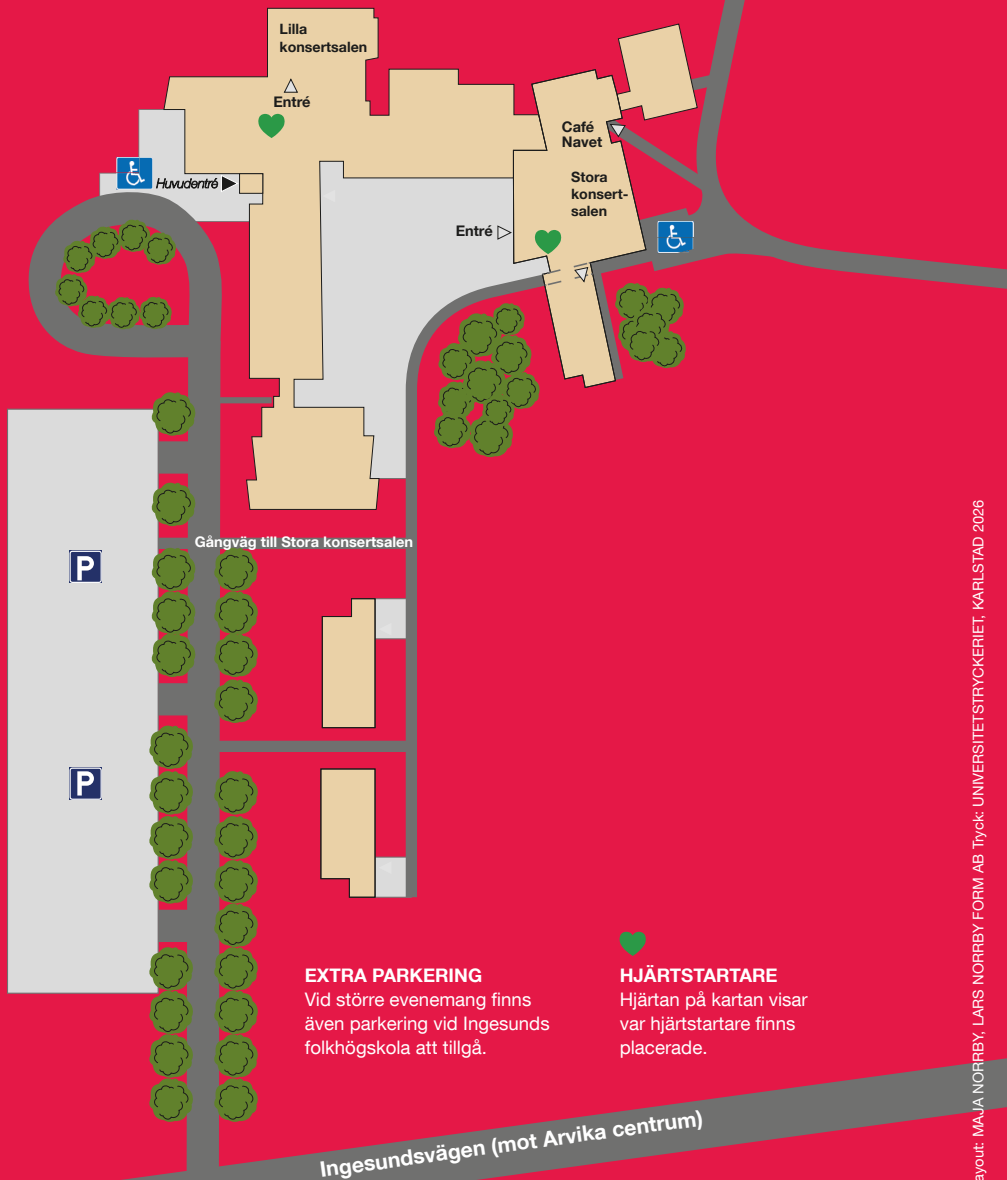 Lilla
konsertsalen
Entré
Café
Navet
Huvudentré
Stora
konsert-
salen
Entré
Gångväg till Stora konsertsalen
P
P
EXTRA PARKERING
Vid större evenemang finns
även parkering vid Ingesunds
folkhögskola att tillgå.
HJÄRTSTARTARE
Hjärtan på kartan visar
var hjärtstartare finns
placerade.
Ingesundsvägen (mot Arvika centrum)
ayout: MAJA NORRBY, LARS NORRBY FORM AB Tryck: UNIVERSITETSTRYCKERIET, KARLSTAD 2026